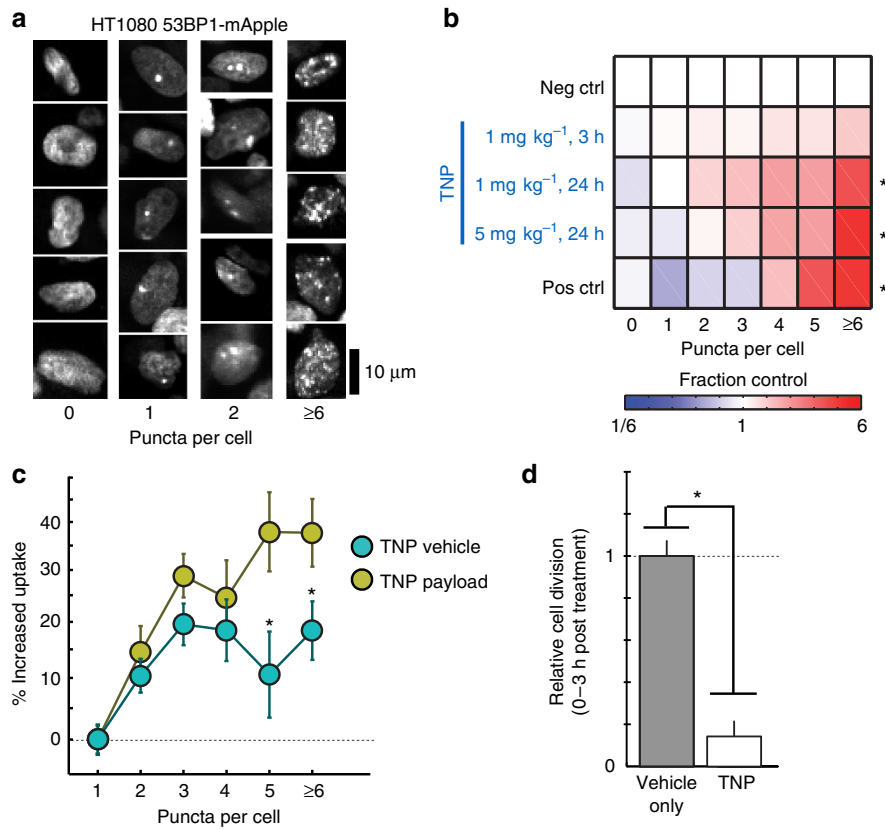 a
HT1080 53BP1-mApple
0
1
2
≥6
Puncta per cell
10 μm
b
Neg ctrl
TNP
1 mg kg⁻¹, 3 h
1 mg kg⁻¹, 24 h
*
5 mg kg⁻¹, 24 h
*
Pos ctrl
*
0 1 2 3 4 5 ≥6
Puncta per cell
Fraction control
1/6 1 6
c
% Increased uptake
40
30
20
10
0
* *
TNP vehicle
TNP payload
1 2 3 4 5 ≥6
Puncta per cell
d
Relative cell division
(0–3 h post treatment)
*
1
0
Vehicle
only
TNP